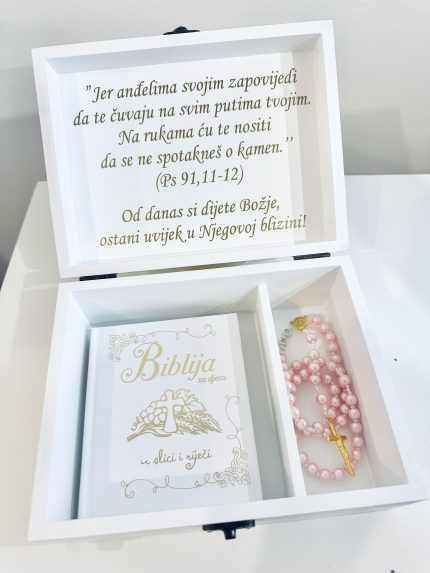 "Jer anđelima svojim zapovijedi
da te čuvaju na svim putima tvojim.
Na rukama ću te nositi
da se ne spotakneš o kamen.''
(Ps 91,11-12)
Od danas si dijete Božje,
ostani uvijek u Njegovoj blizini!
Biblija
za djecu
u slici i riječi